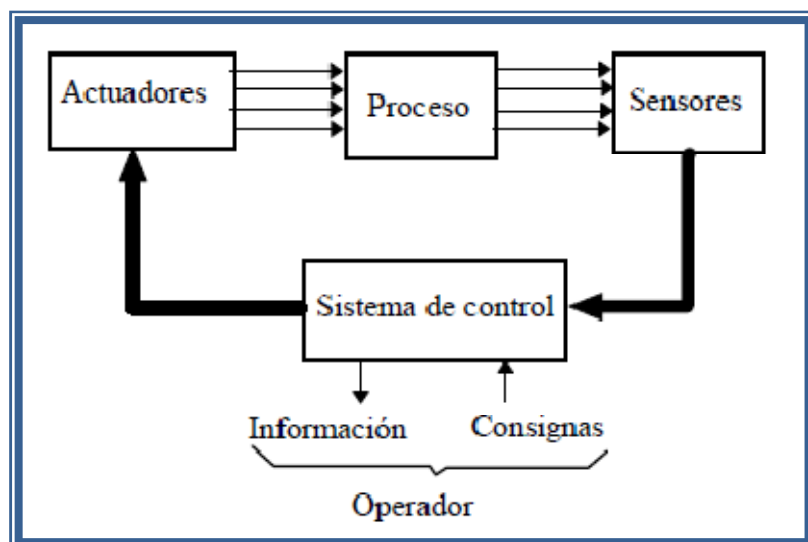 Actuadores
Proceso
Sensores
Sistema de control
Información
Consignas
Operador